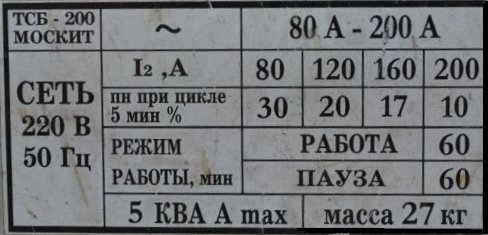 ТСБ - 200
МОСКИТ
~ 80 А - 200 А
СЕТЬ
220 В
50 Гц
I2 ,А 80 120 160 200
пн при цикле
5 мин % 30 20 17 10
РЕЖИМ
РАБОТЫ, мин
РАБОТА 60
ПАУЗА 60
5 КВА А max масса 27 кг